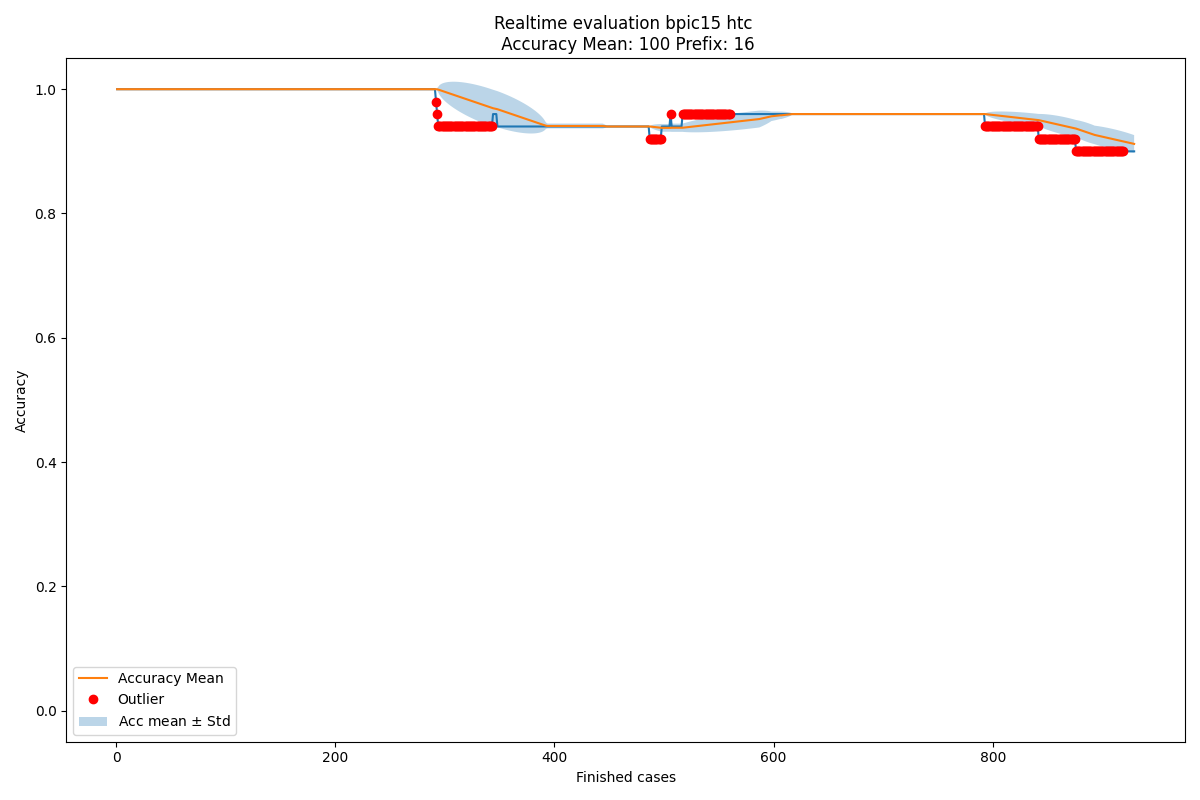 Realtime evaluation bpic15 htc
Accuracy Mean: 100 Prefix: 16
1.0
0.8
0.6
0.4
0.2
0.0
Accuracy
Accuracy Mean
Outlier
Acc mean ± Std
0
200
400
600
800
Finished cases